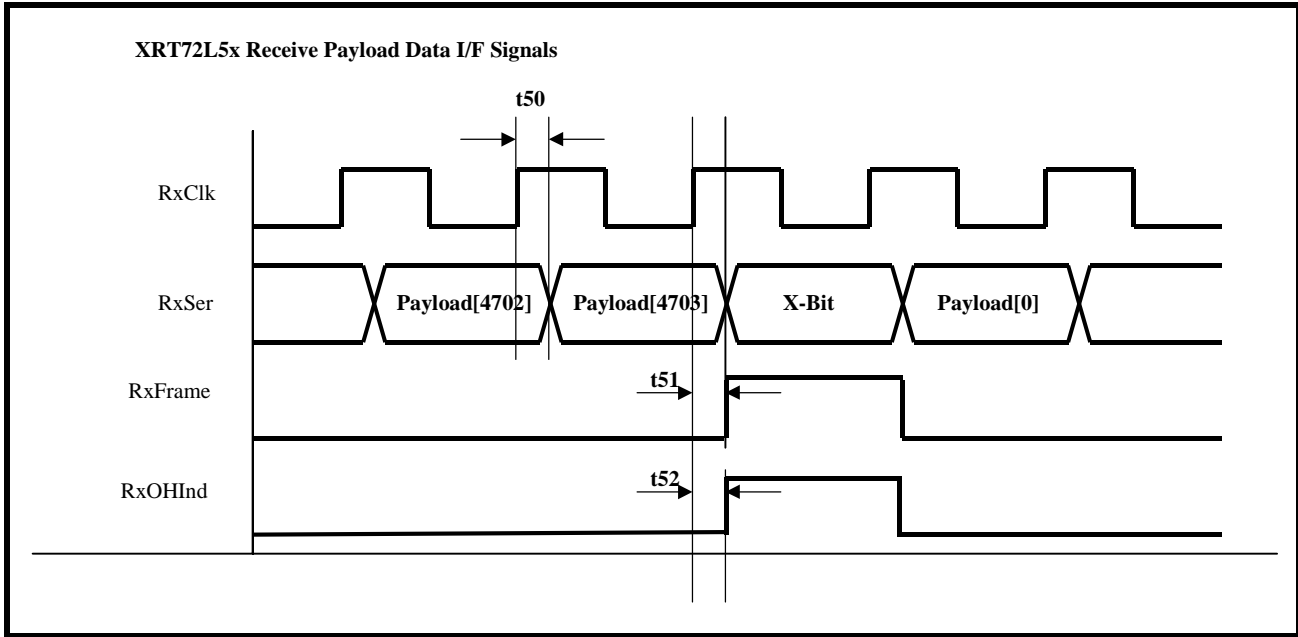 XRT72L5x Receive Payload Data I/F Signals
t50
RxClk
RxSer
Payload[4702]
Payload[4703]
X-Bit
Payload[0]
RxFrame
t51
RxOHInd
t52